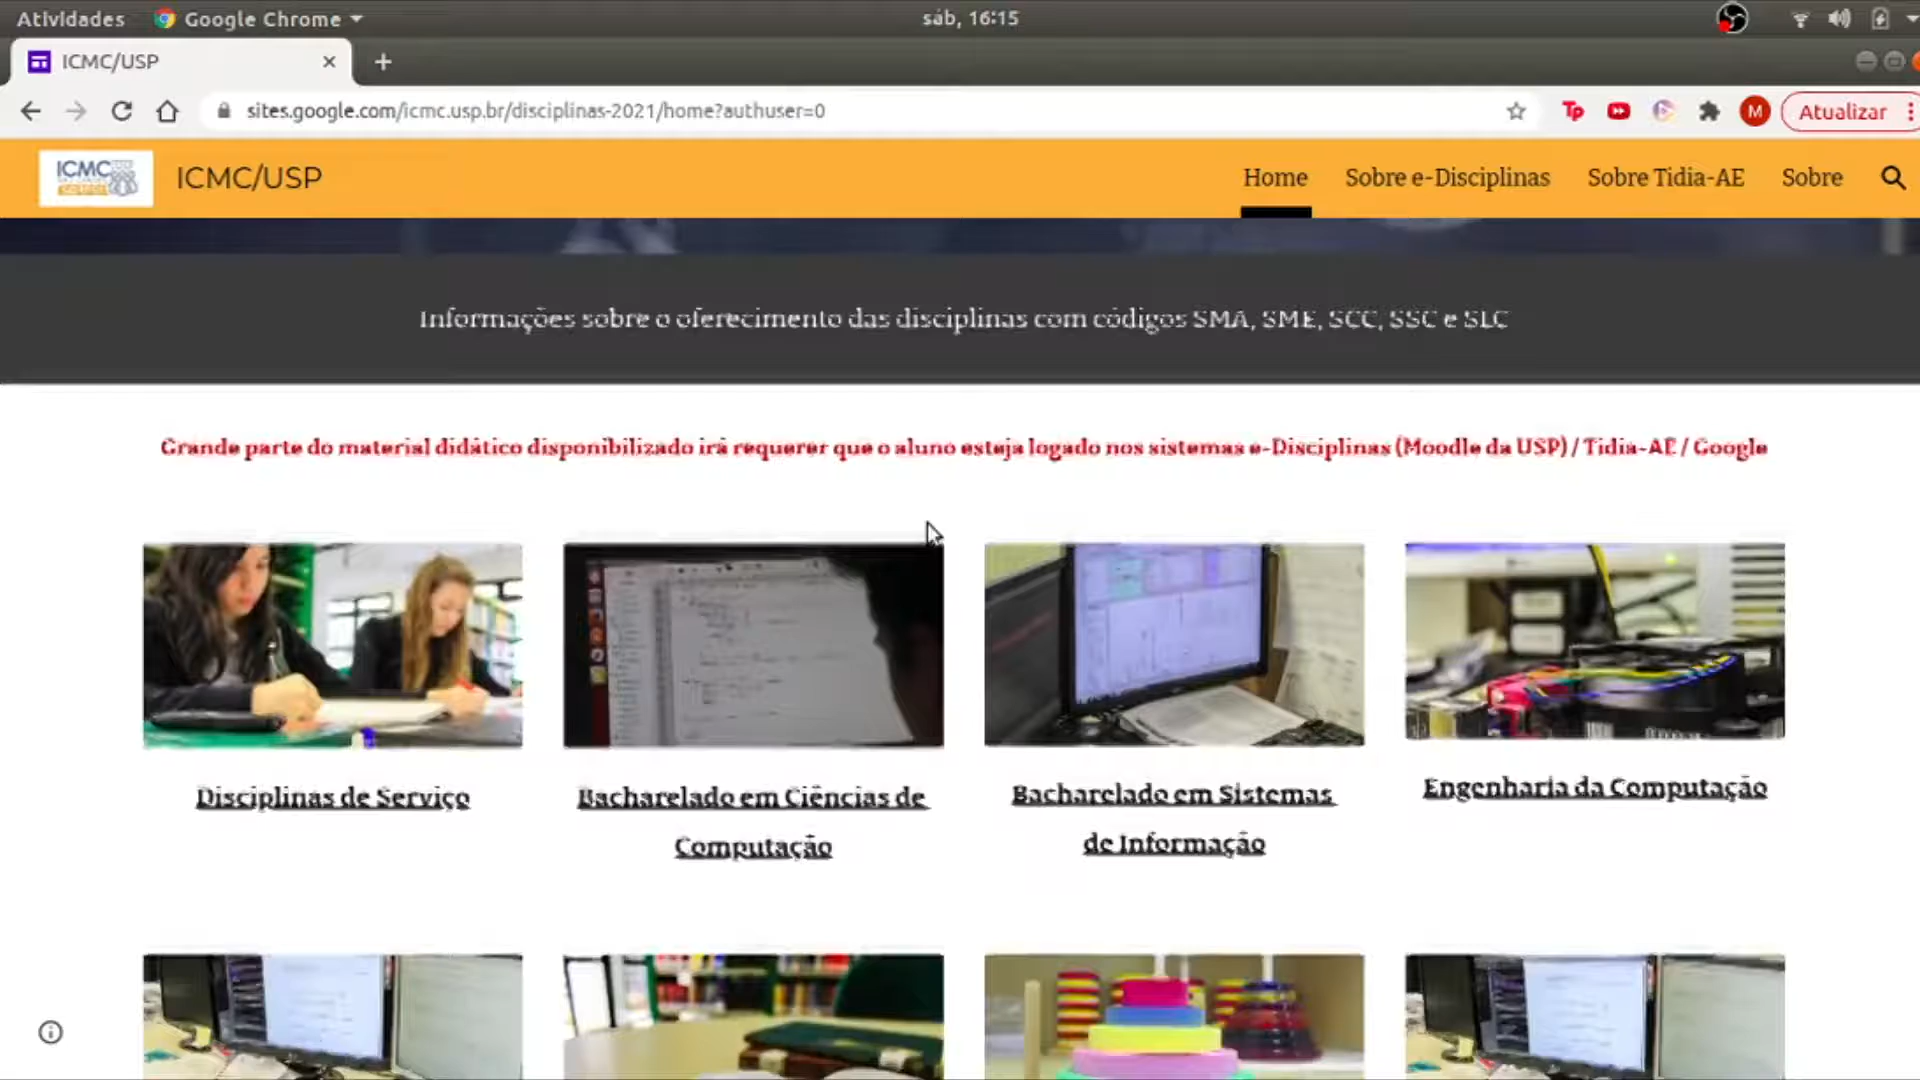 Atividades Google Chrome sáb, 16:15
ICMC/USP
sites.google.com/icmc.usp.br/disciplinas-2021/home?authuser=0 Tp M Atualizar
ICMC ICMC/USP Home Sobre e-Disciplinas Sobre Tidia-AE Sobre
Informações sobre o oferecimento das disciplinas com códigos SMA, SME, SCC, SSC e SLC
Grande parte do material didático disponibilizado irá requerer que o aluno esteja logado nos sistemas e-Disciplinas (Moodle da USP) / Tidia-AE / Google
Disciplinas de Serviço
Bacharelado em Ciências de
Computação
Bacharelado em Sistemas
de Informação
Engenharia da Computação